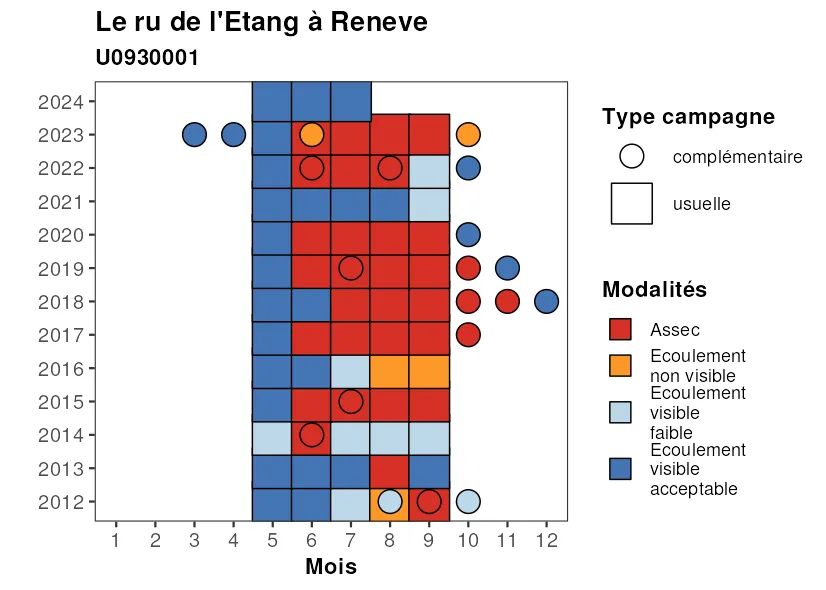 Le ru de l'Etang à Reneve
U0930001
2024
2023
2022
2021
2020
2019
2018
2017
2016
2015
2014
2013
2012
1 2 3 4 5 6 7 8 9 10 11 12
Mois
Type campagne
complémentaire
usuelle
Modalités
Assec
Ecoulement
non visible
Ecoulement
visible
faible
Ecoulement
visible
acceptable